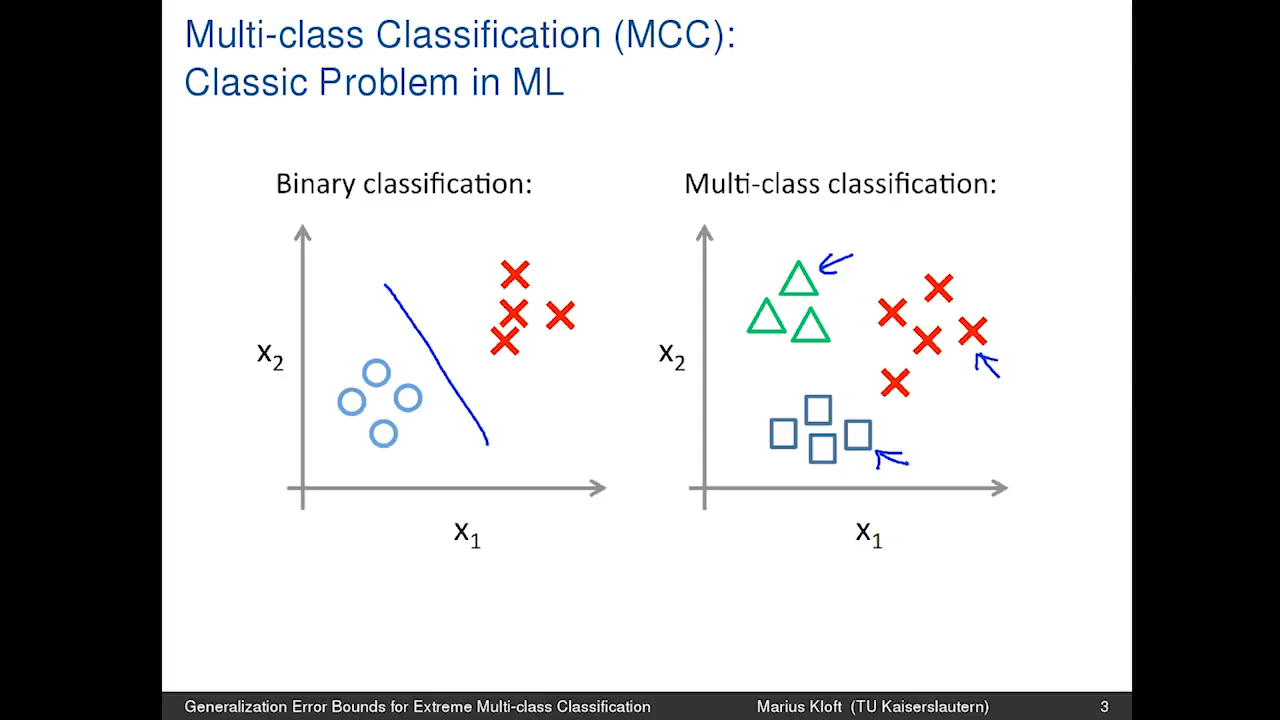 Multi-class Classification (MCC):
Classic Problem in ML
Binary classification:
x2
x1
Multi-class classification:
x2
x1
Generalization Error Bounds for Extreme Multi-class Classification
Marius Kloft (TU Kaiserslautern)
3